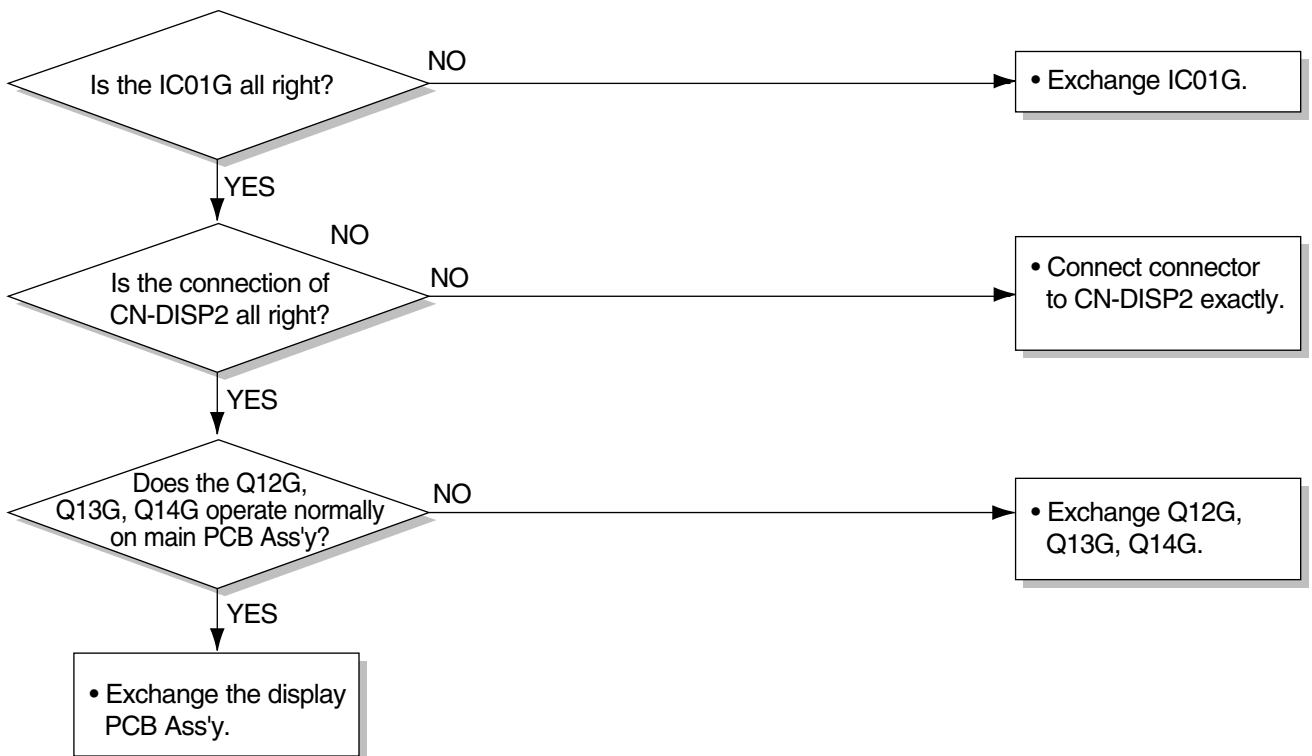 Is the IC01G all right?
NO
• Exchange IC01G.
YES
NO
Is the connection of
CN-DISP2 all right?
NO
• Connect connector
to CN-DISP2 exactly.
YES
Does the Q12G,
Q13G, Q14G operate normally
on main PCB Ass'y?
NO
• Exchange Q12G,
Q13G, Q14G.
YES
• Exchange the display
PCB Ass'y.